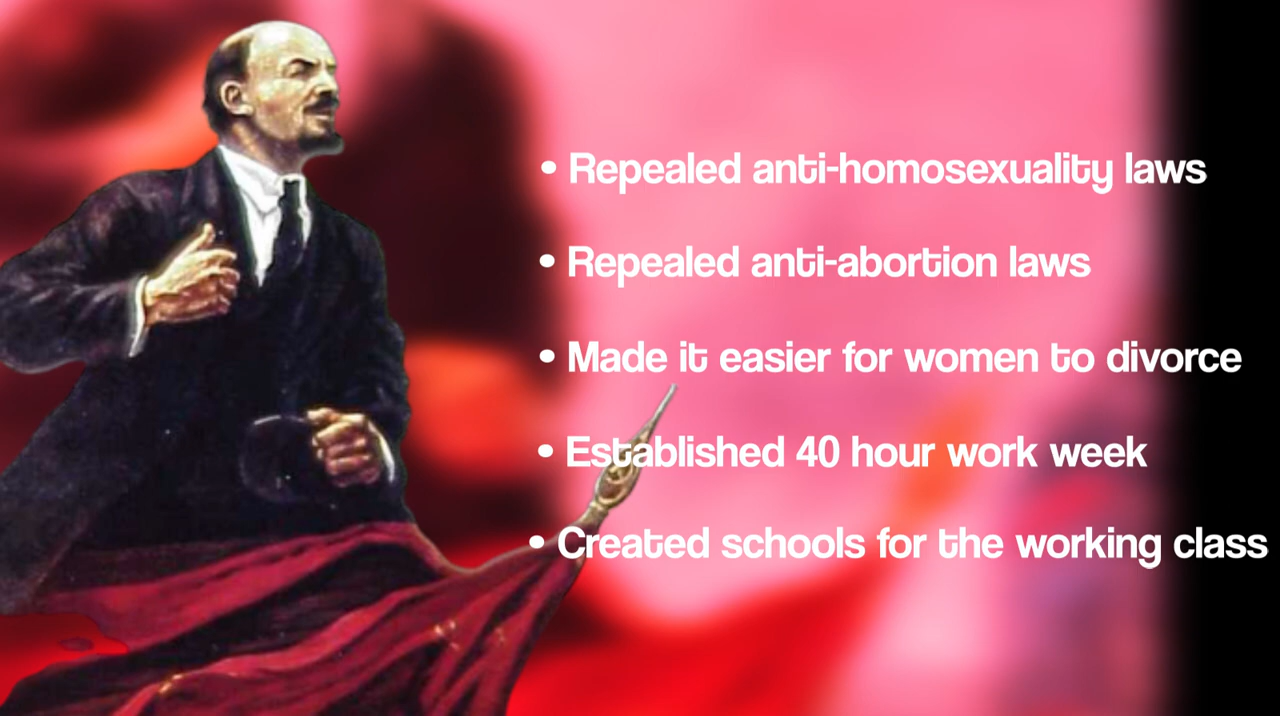 • Repealed anti-homosexuality laws
• Repealed anti-abortion laws
• Made it easier for women to divorce
• Established 40 hour work week
• Created schools for the working class